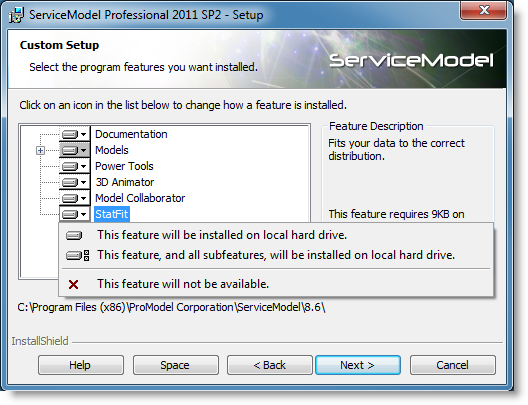 ServiceModel Professional 2011 SP2 - Setup
Custom Setup
Select the program features you want installed.
ServiceModel
Click on an icon in the list below to change how a feature is installed.
Documentation
Models
Power Tools
3D Animator
Model Collaborator
StatFit
Feature Description
Fits your data to the correct
distribution.
This feature requires 9KB on
This feature will be installed on local hard drive.
This feature, and all subfeatures, will be installed on local hard drive.
This feature will not be available.
C:\Program Files (x86)\ProModel Corporation\ServiceModel\8.6\
InstallShield
Help
Space
< Back
Next >
Cancel